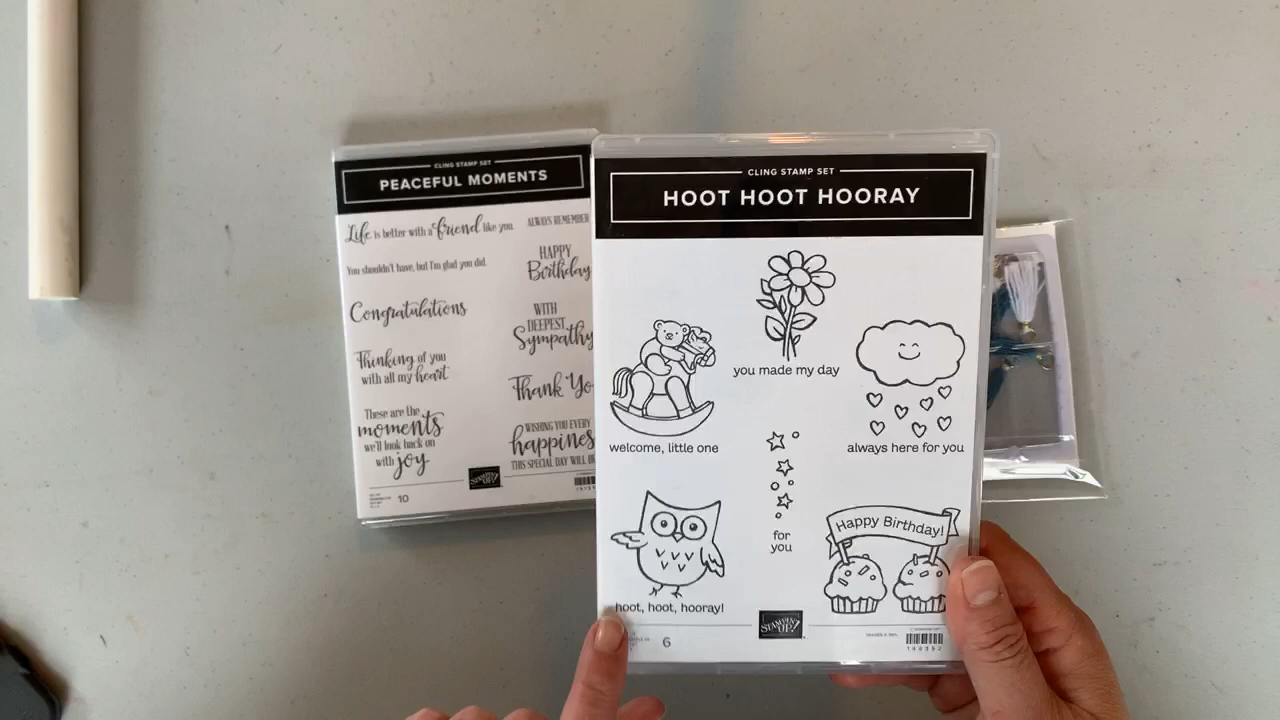 CLING STAMP SET
PEACEFUL MOMENTS
Life is better with a friend like you.
You shouldn't have, but I'm glad you did.
Congratulations
Thinking of you
with all my heart
These are the
moments
we'll look back on
with joy
ALWAYS REMEMBER
HAPPY
Birthday
WITH
DEEPEST
Sympathy
Thank
WISHING YOU EVERY
THIS SPECIAL DAY WILL
STAMPIN' UP!
10
CLING STAMP SET
HOOT HOOT HOORAY
you made my day
welcome, little one
always here for you
for
you
Happy Birthday!
hoot, hoot, hooray!
STAMPIN' UP!
6